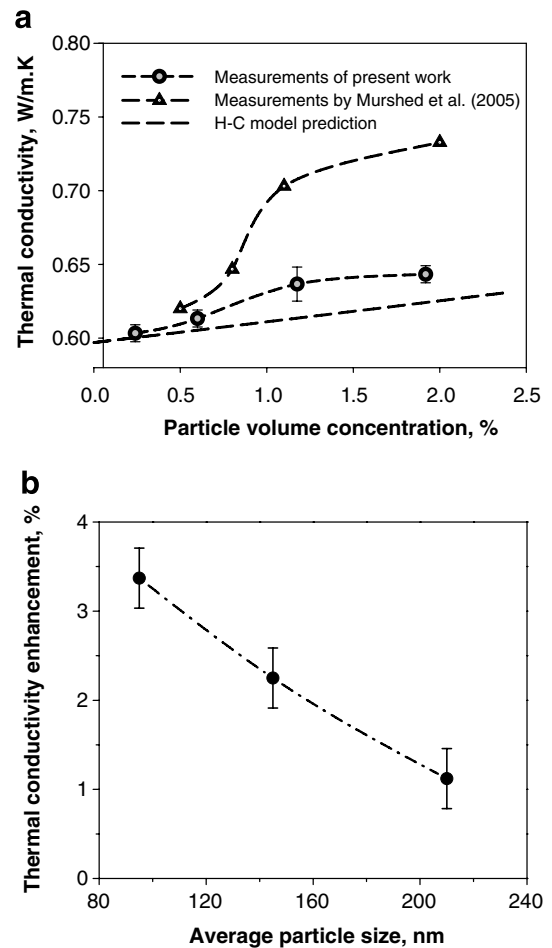 a
Thermal conductivity, W/m.K
0.80
0.75
0.70
0.65
0.60
Measurements of present work
Measurements by Murshed et al. (2005)
H-C model prediction
0.0 0.5 1.0 1.5 2.0 2.5
Particle volume concentration, %
b
Thermal conductivity enhancement, %
4
3
2
1
0
80 120 160 200 240
Average particle size, nm